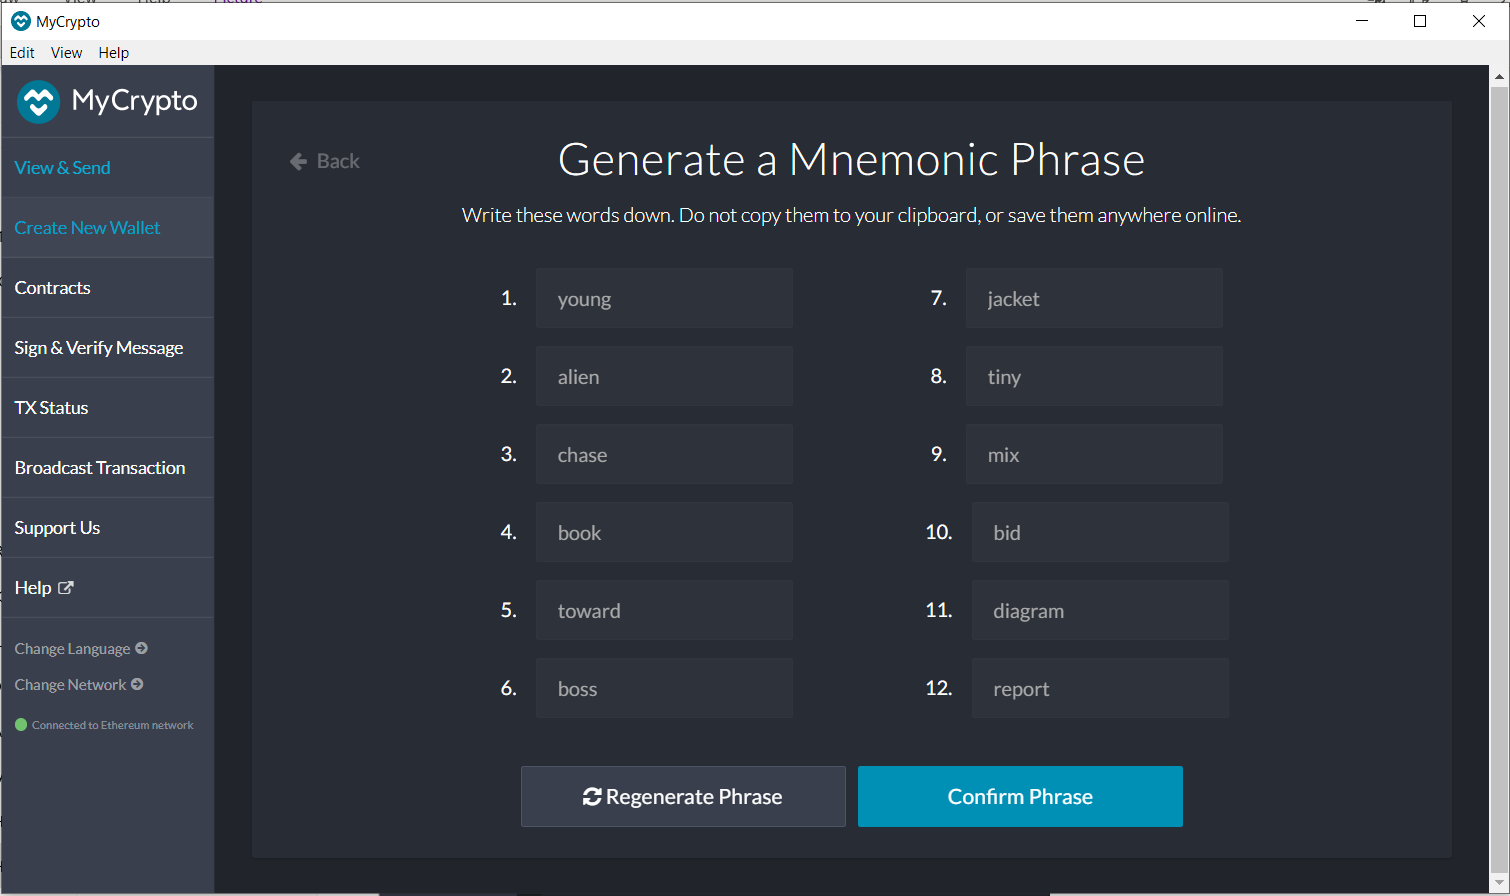 MyCrypto
Edit View Help
MyCrypto
View & Send
Create New Wallet
Contracts
Sign & Verify Message
TX Status
Broadcast Transaction
Support Us
Help
Change Language
Change Network
Connected to Ethereum network
Back
Generate a Mnemonic Phrase
Write these words down. Do not copy them to your clipboard, or save them anywhere online.
1. young
2. alien
3. chase
4. book
5. toward
6. boss
7. jacket
8. tiny
9. mix
10. bid
11. diagram
12. report
Regenerate Phrase
Confirm Phrase